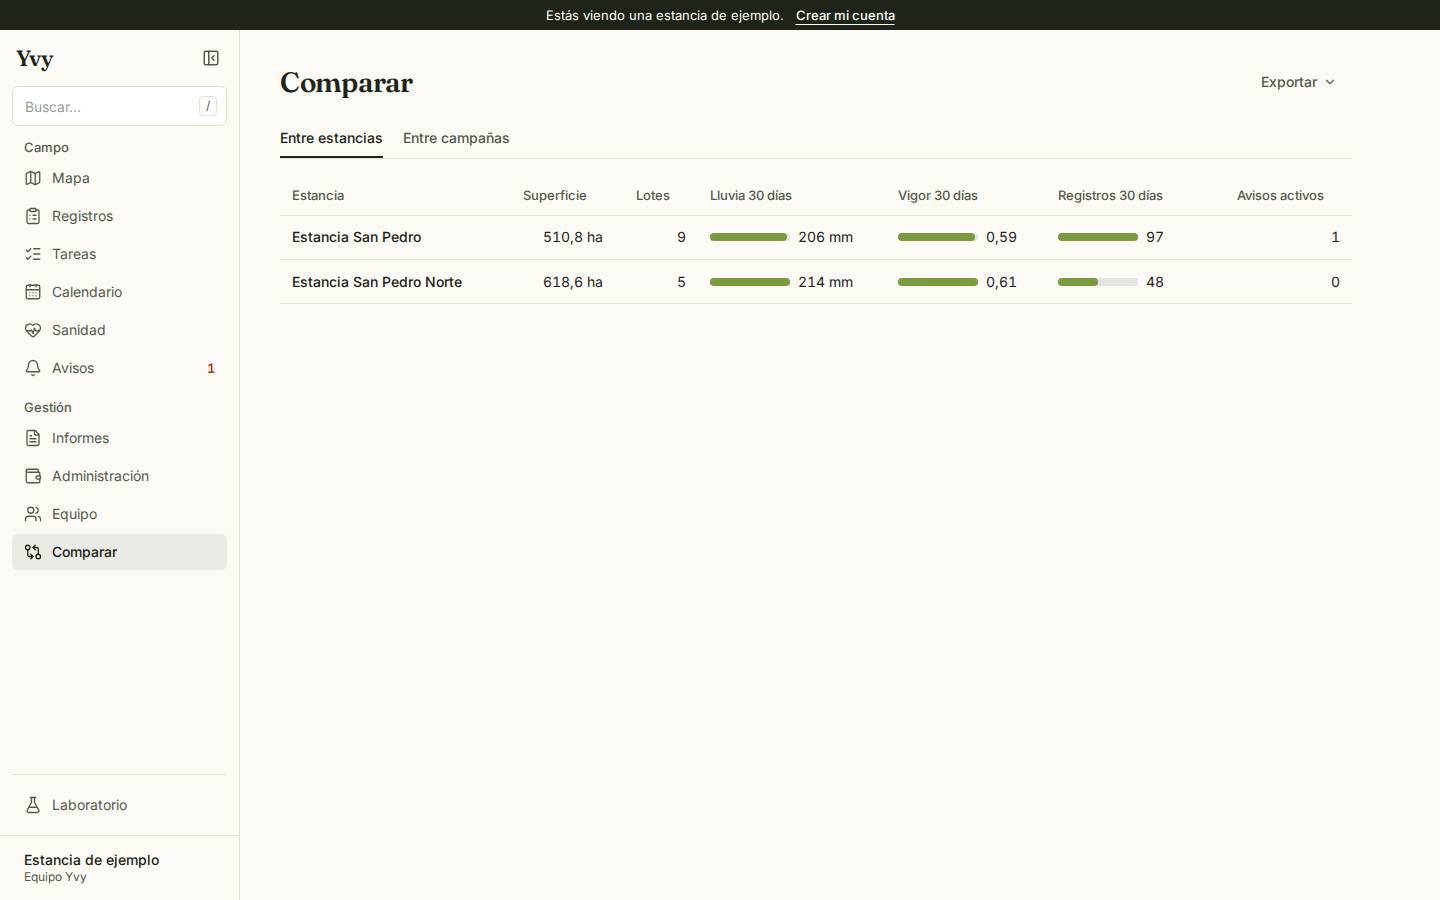 Estás viendo una estancia de ejemplo. Crear mi cuenta
Yvy
Buscar... /
Campo
Mapa
Registros
Tareas
Calendario
Sanidad
Avisos 1
Gestión
Informes
Administración
Equipo
Comparar
Laboratorio
Estancia de ejemplo
Equipo Yvy
Comparar
Exportar
Entre estancias Entre campañas
Estancia Superficie Lotes Lluvia 30 días Vigor 30 días Registros 30 días Avisos activos
Estancia San Pedro 510,8 ha 9 206 mm 0,59 97 1
Estancia San Pedro Norte 618,6 ha 5 214 mm 0,61 48 0